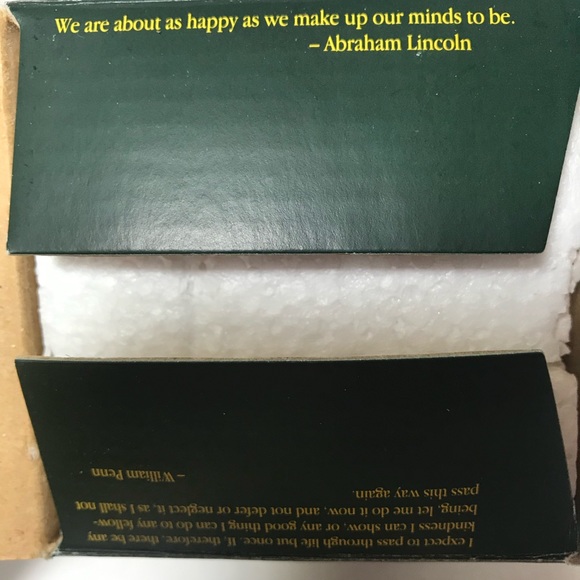 We are about as happy as we make up our minds to be.
– Abraham Lincoln
I expect to pass through life but once. If, therefore, there be any
kindness I can show, or any good thing I can do to any fellow-
being, let me do it now, and not defer or neglect it, as I shall not
pass this way again.
– William Penn